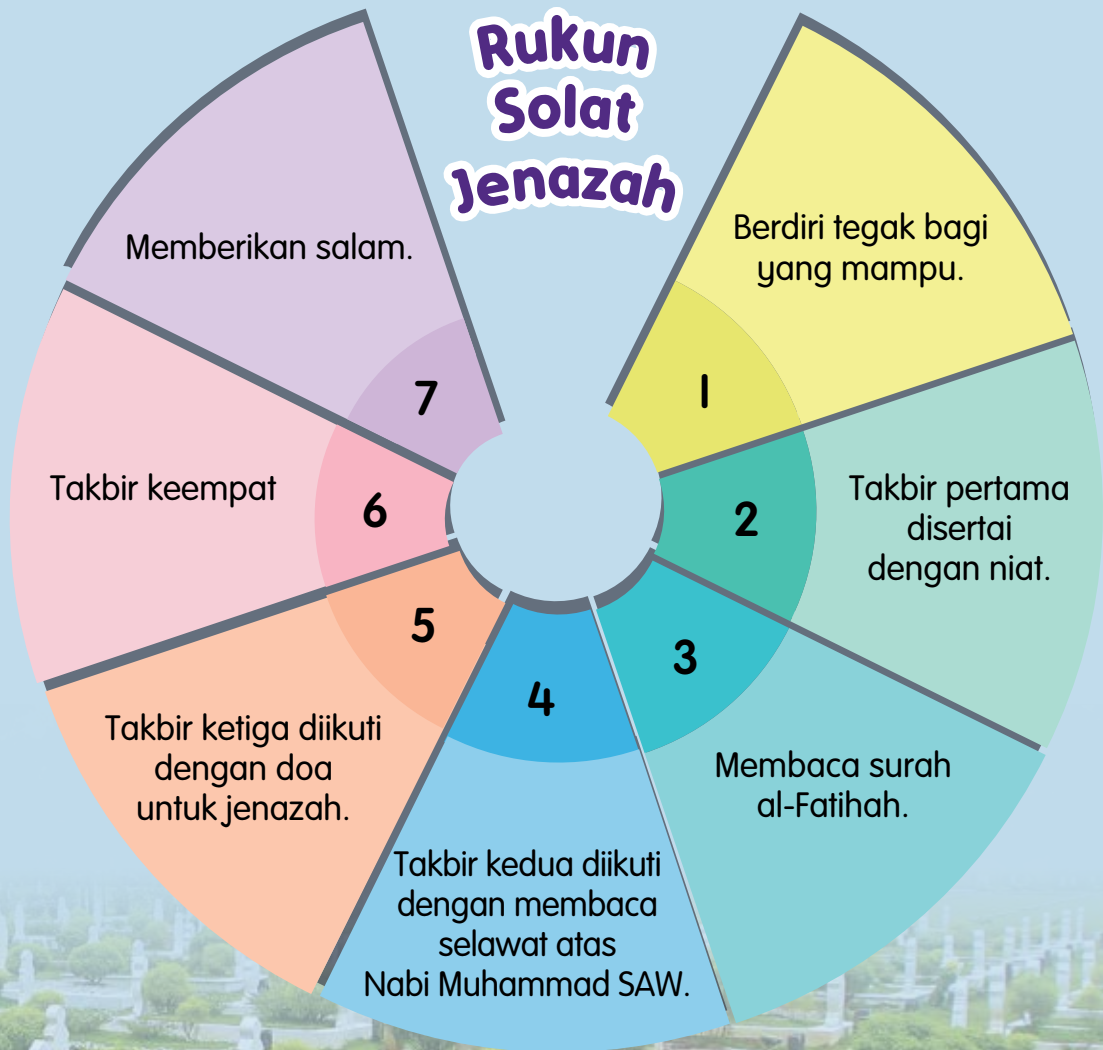 Rukun
Solat
Jenazah
1
Berdiri tegak bagi
yang mampu.
2
Takbir pertama
disertai
dengan niat.
3
Membaca surah
al-Fatihah.
4
Takbir kedua diikuti
dengan membaca
selawat atas
Nabi Muhammad SAW.
5
Takbir ketiga diikuti
dengan doa
untuk jenazah.
6
Takbir keempat
7
Memberikan salam.